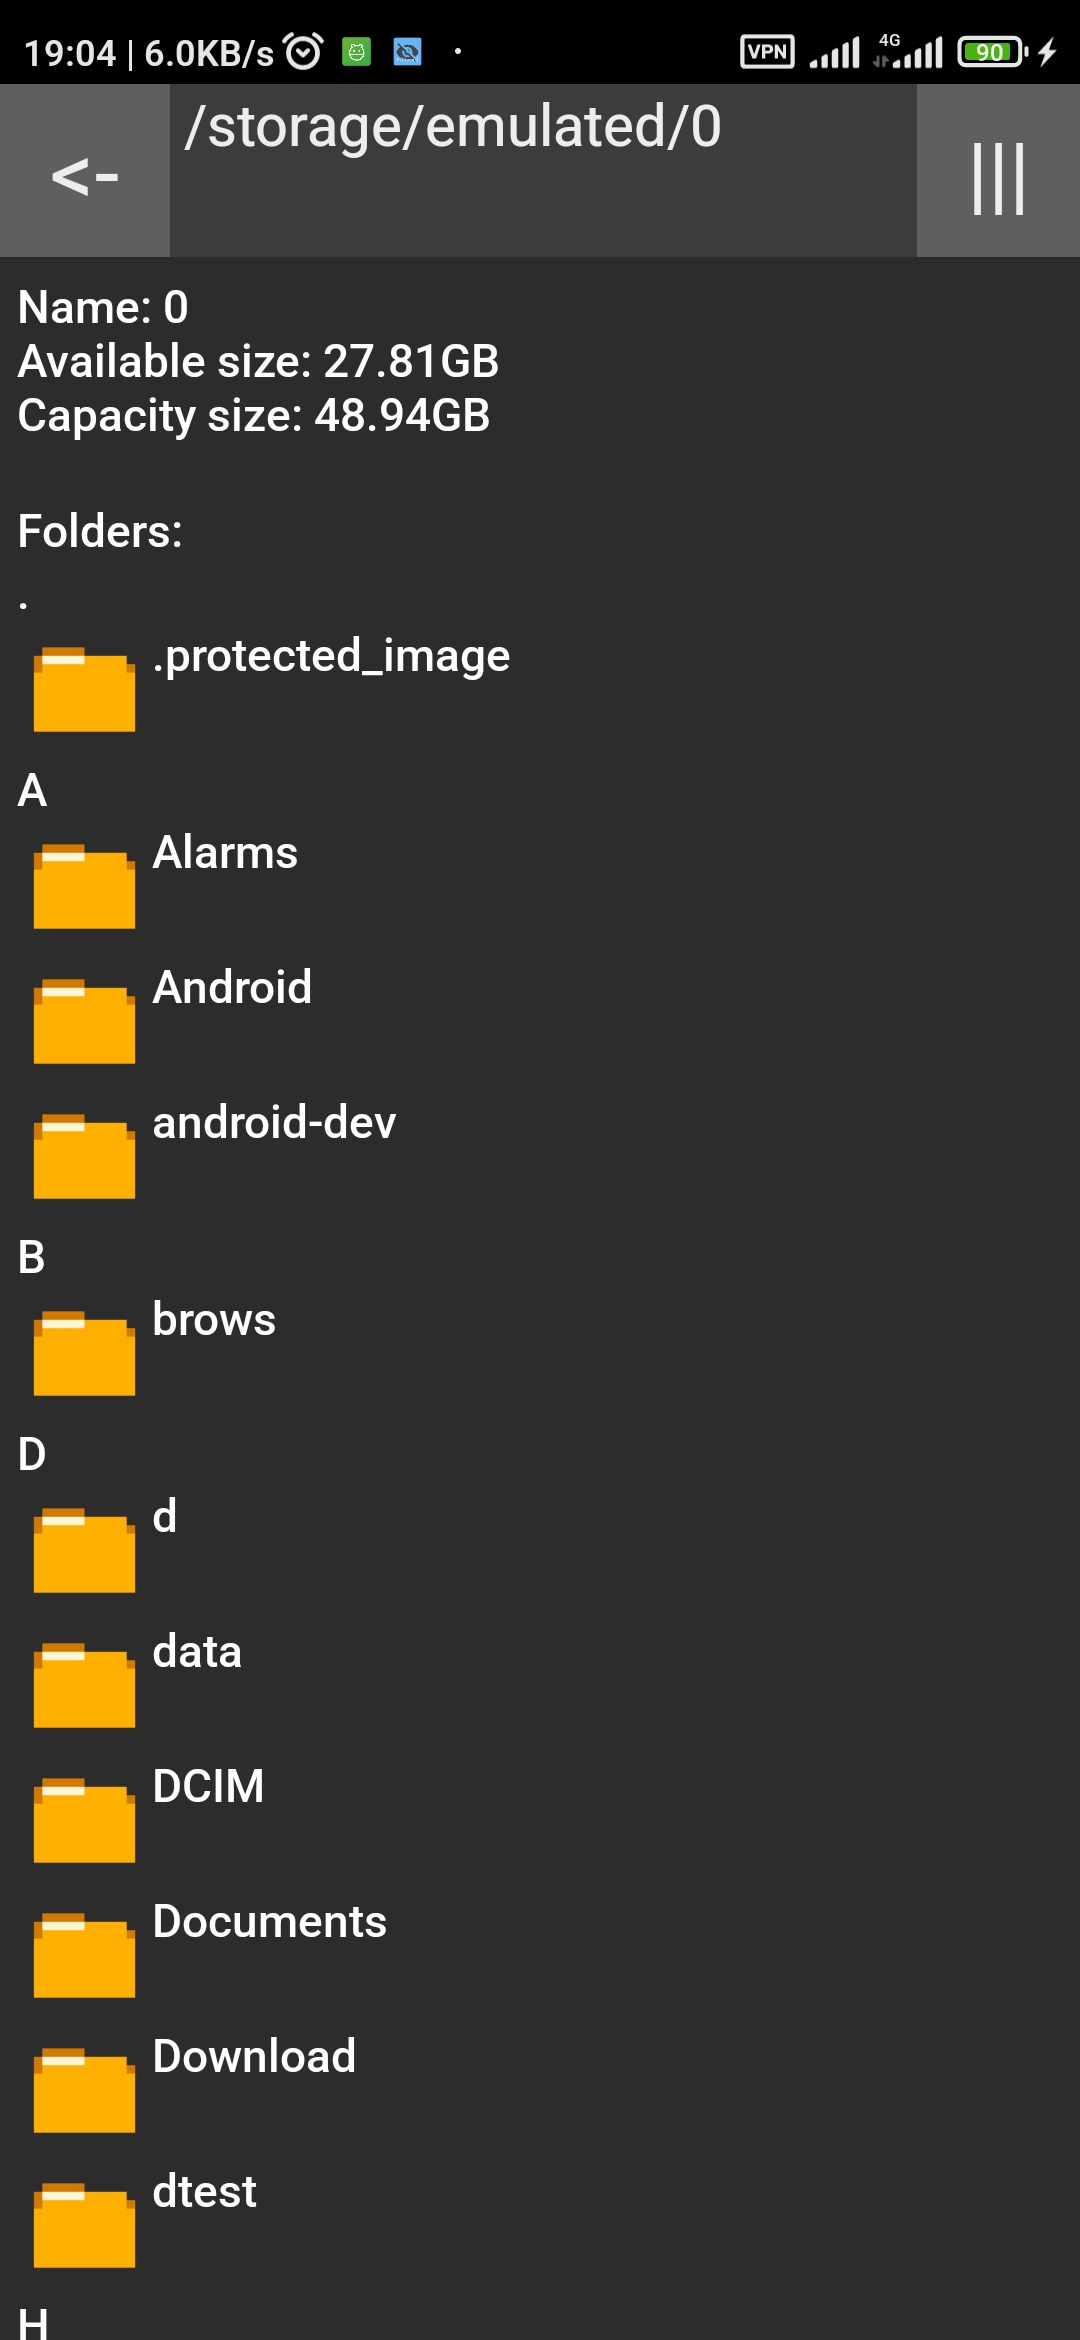 19:04 | 6.0KB/s VPN 4G 90
<- /storage/emulated/0 |||
Name: 0
Available size: 27.81GB
Capacity size: 48.94GB
Folders:
.
.protected_image
A
Alarms
Android
android-dev
B
brows
D
d
data
DCIM
Documents
Download
dtest
H